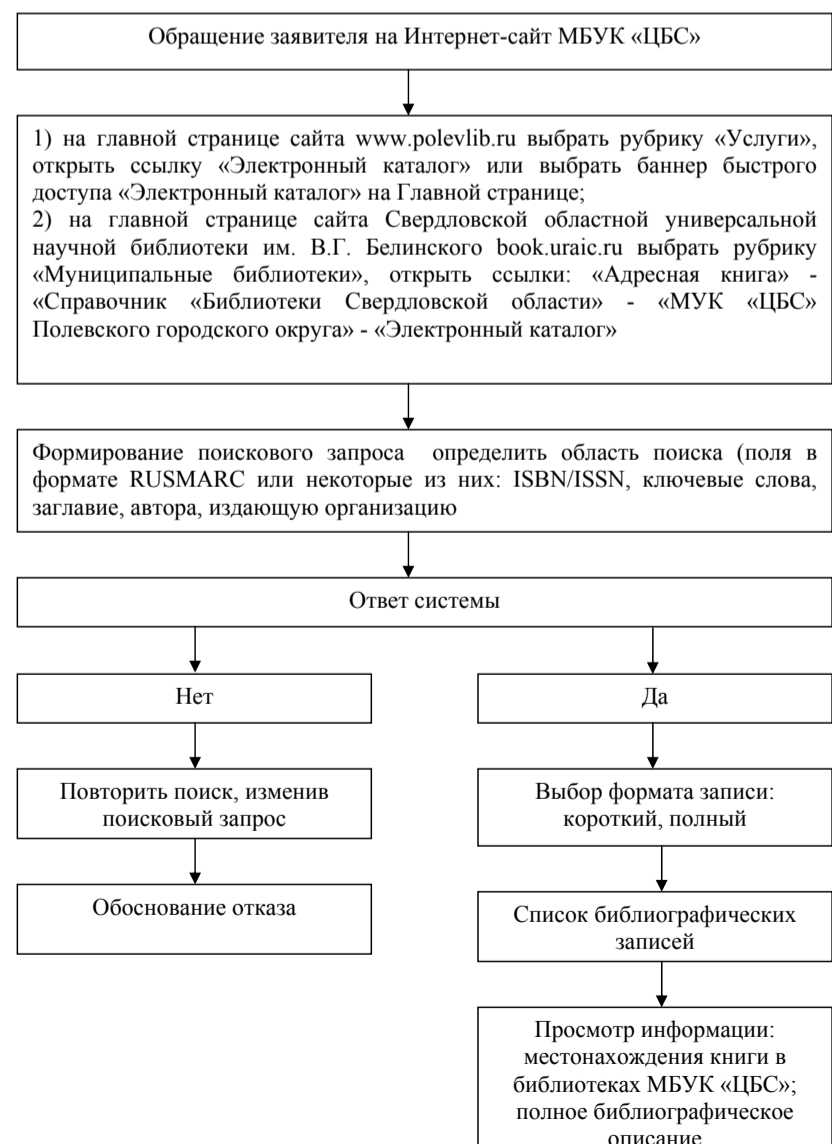 Обращение заявителя на Интернет-сайт МБУК «ЦБС»
1) на главной странице сайта www.polevlib.ru выбрать рубрику «Услуги»,
открыть ссылку «Электронный каталог» или выбрать баннер быстрого
доступа «Электронный каталог» на Главной странице;
2) на главной странице сайта Свердловской областной универсальной
научной библиотеки им. В.Г. Белинского book.uraic.ru выбрать рубрику
«Муниципальные библиотеки», открыть ссылки: «Адресная книга» -
«Справочник «Библиотеки Свердловской области» - «МУК «ЦБС»
Полевского городского округа» - «Электронный каталог»
Формирование поискового запроса определить область поиска (поля в
формате RUSMARC или некоторые из них: ISBN/ISSN, ключевые слова,
заглавие, автора, издающую организацию
Ответ системы
Нет
Повторить поиск, изменив
поисковый запрос
Обоснование отказа
Да
Выбор формата записи:
короткий, полный
Список библиографических
записей
Просмотр информации:
местонахождения книги в
библиотеках МБУК «ЦБС»;
полное библиографическое
описание